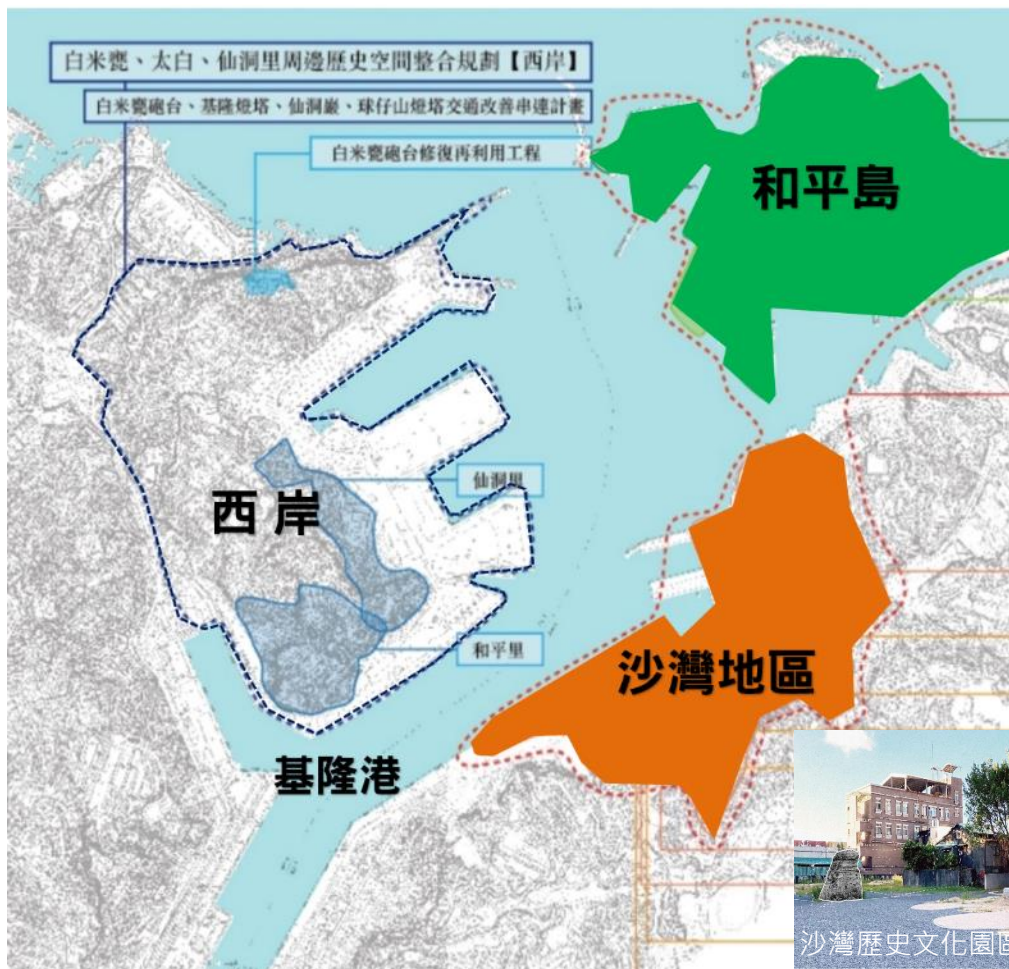 白米甕、太白、仙洞里周邊歷史空間整合規劃【西岸】
白米甕砲台、基隆燈塔、仙洞巖、球仔山燈塔交通改善串連計畫
白米甕砲台修復再利用工程
和平島
仙洞里
西岸
和平里
沙灣地區
基隆港
沙灣歷史文化園區